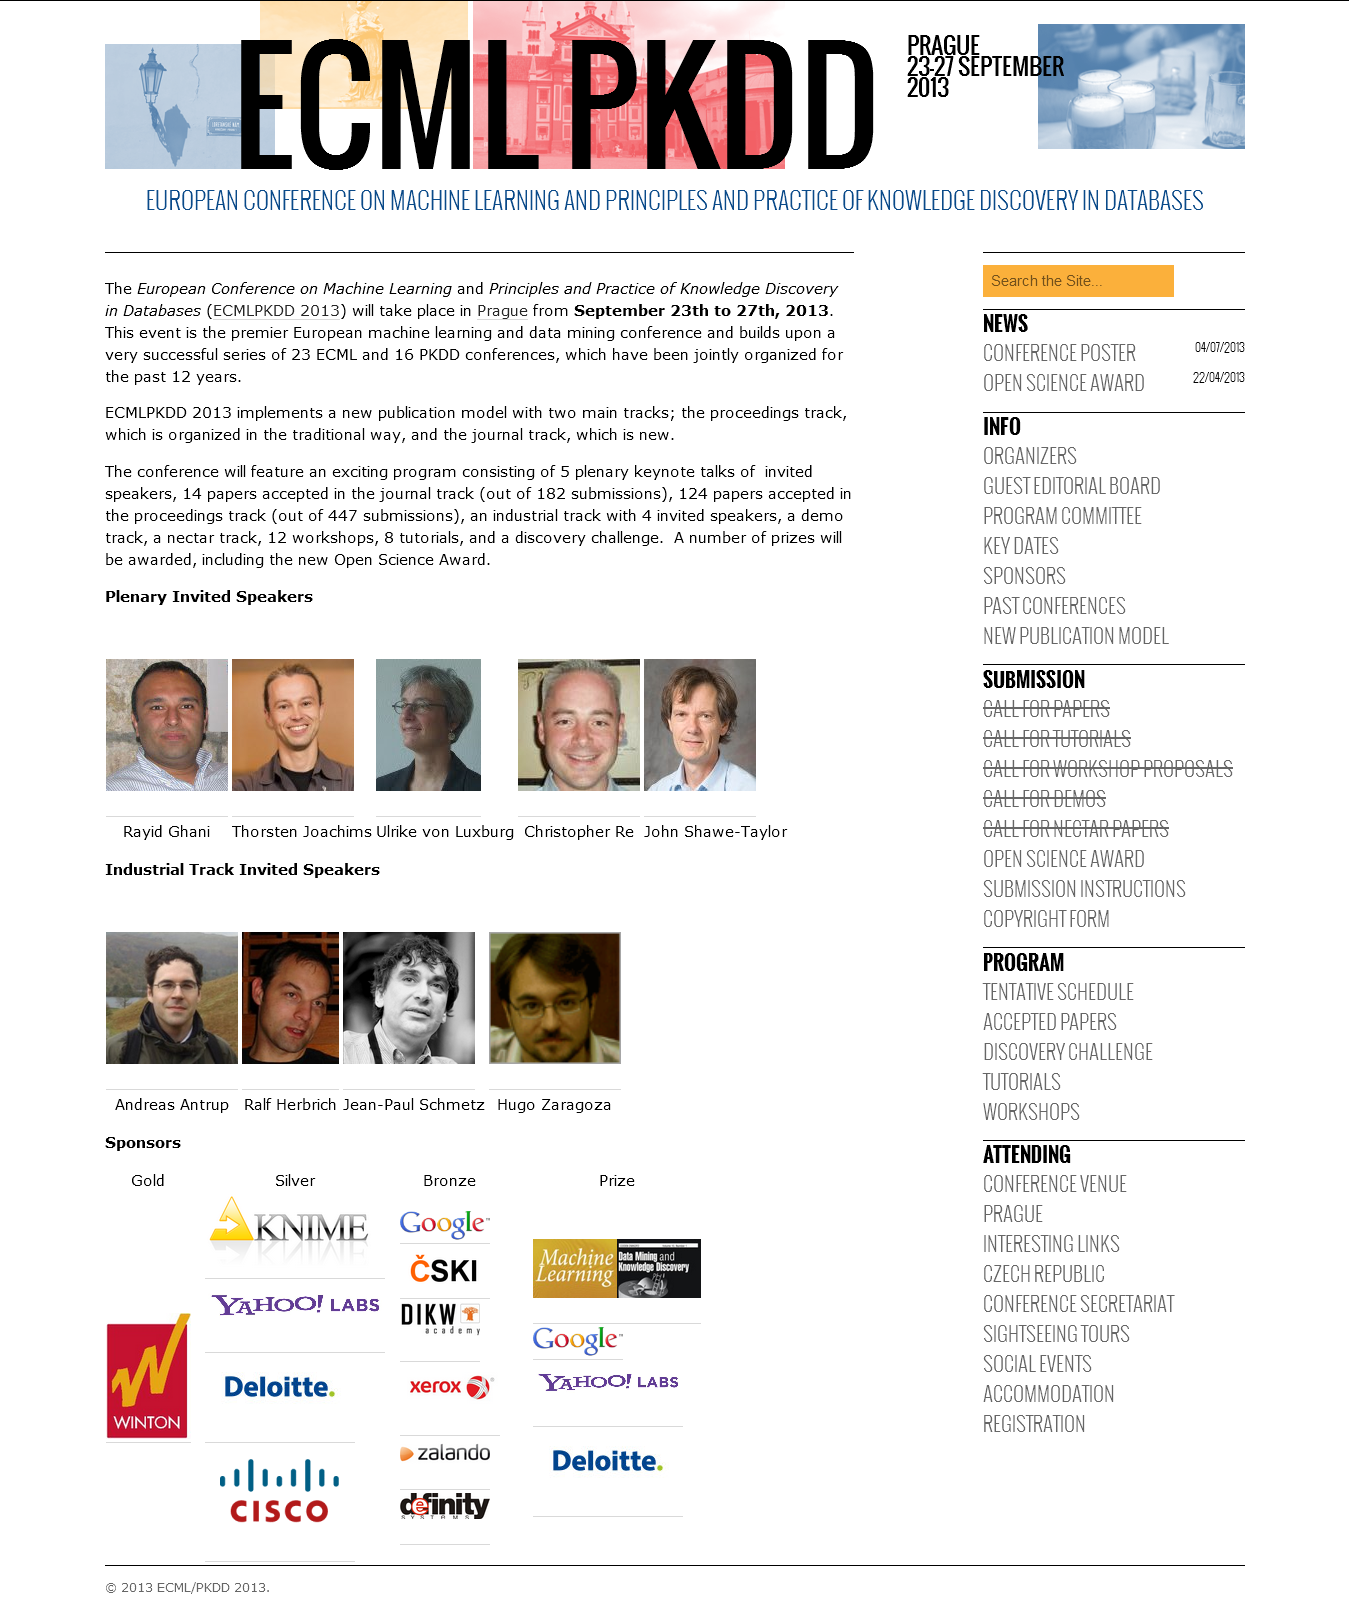 ECML PKDD
PRAGUE
23-27 SEPTEMBER
2013
EUROPEAN CONFERENCE ON MACHINE LEARNING AND PRINCIPLES AND PRACTICE OF KNOWLEDGE DISCOVERY IN DATABASES
The European Conference on Machine Learning and Principles and Practice of Knowledge Discovery
in Databases (ECMLPKDD 2013) will take place in Prague from September 23th to 27th, 2013.
This event is the premier European machine learning and data mining conference and builds upon a
very successful series of 23 ECML and 16 PKDD conferences, which have been jointly organized for
the past 12 years.
ECMLPKDD 2013 implements a new publication model with two main tracks; the proceedings track,
which is organized in the traditional way, and the journal track, which is new.
The conference will feature an exciting program consisting of 5 plenary keynote talks of  invited
speakers, 14 papers accepted in the journal track (out of 182 submissions), 124 papers accepted in
the proceedings track (out of 447 submissions), an industrial track with 4 invited speakers, a demo
track, a nectar track, 12 workshops, 8 tutorials, and a discovery challenge.  A number of prizes will
be awarded, including the new Open Science Award.
Plenary Invited Speakers
Rayid Ghani Thorsten Joachims Ulrike von Luxburg Christopher Re John Shawe-Taylor
Industrial Track Invited Speakers
Andreas Antrup Ralf Herbrich Jean-Paul Schmetz Hugo Zaragoza
Sponsors
Gold Silver Bronze Prize
WINTON
KNIME
YAHOO! LABS
Deloitte.
CISCO
Google™
ČSKI
DIKW
academy
xerox
zalando
definity
SYSTEMS
Machine
Learning
Data Mining and
Knowledge Discovery
Google™
YAHOO! LABS
Deloitte.
Search the Site...
NEWS
CONFERENCE POSTER 04/07/2013
OPEN SCIENCE AWARD 22/04/2013
INFO
ORGANIZERS
GUEST EDITORIAL BOARD
PROGRAM COMMITTEE
KEY DATES
SPONSORS
PAST CONFERENCES
NEW PUBLICATION MODEL
SUBMISSION
CALL FOR PAPERS
CALL FOR TUTORIALS
CALL FOR WORKSHOP PROPOSALS
CALL FOR DEMOS
CALL FOR NECTAR PAPERS
OPEN SCIENCE AWARD
SUBMISSION INSTRUCTIONS
COPYRIGHT FORM
PROGRAM
TENTATIVE SCHEDULE
ACCEPTED PAPERS
DISCOVERY CHALLENGE
TUTORIALS
WORKSHOPS
ATTENDING
CONFERENCE VENUE
PRAGUE
INTERESTING LINKS
CZECH REPUBLIC
CONFERENCE SECRETARIAT
SIGHTSEEING TOURS
SOCIAL EVENTS
ACCOMMODATION
REGISTRATION
© 2013 ECML/PKDD 2013.